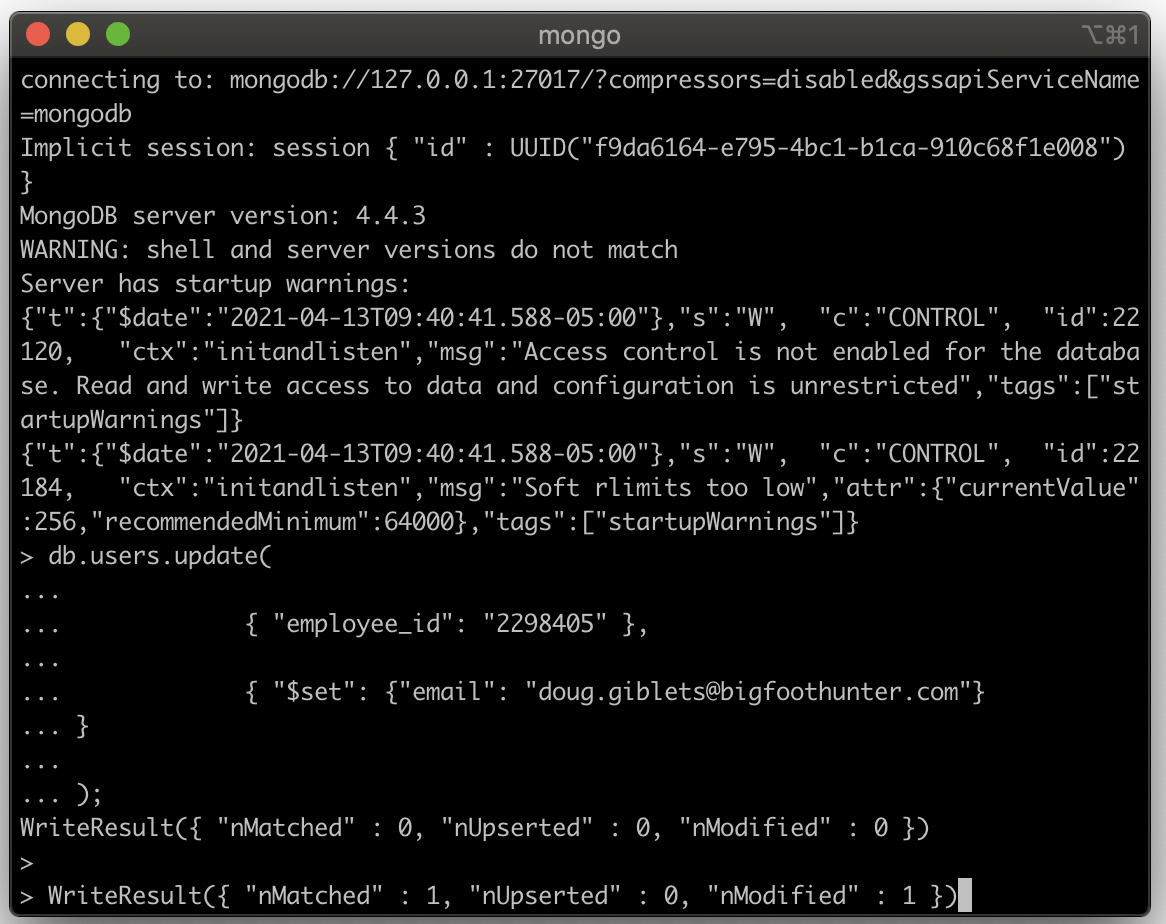 mongo
⌥⌘1
connecting to: mongodb://127.0.0.1:27017/?compressors=disabled&gssapiServiceName
=mongodb
Implicit session: session { "id" : UUID("f9da6164-e795-4bc1-b1ca-910c68f1e008")
}
MongoDB server version: 4.4.3
WARNING: shell and server versions do not match
Server has startup warnings:
{"t":{"$date":"2021-04-13T09:40:41.588-05:00"},"s":"W",  "c":"CONTROL",  "id":22
120,   "ctx":"initandlisten","msg":"Access control is not enabled for the databa
se. Read and write access to data and configuration is unrestricted","tags":["st
artupWarnings"]}
{"t":{"$date":"2021-04-13T09:40:41.588-05:00"},"s":"W",  "c":"CONTROL",  "id":22
184,   "ctx":"initandlisten","msg":"Soft rlimits too low","attr":{"currentValue"
:256,"recommendedMinimum":64000},"tags":["startupWarnings"]}
> db.users.update(
...
...             { "employee_id": "2298405" },
...
...             { "$set": {"email": "doug.giblets@bigfoothunter.com"}
... }
...
... );
WriteResult({ "nMatched" : 0, "nUpserted" : 0, "nModified" : 0 })
>
> WriteResult({ "nMatched" : 1, "nUpserted" : 0, "nModified" : 1 })